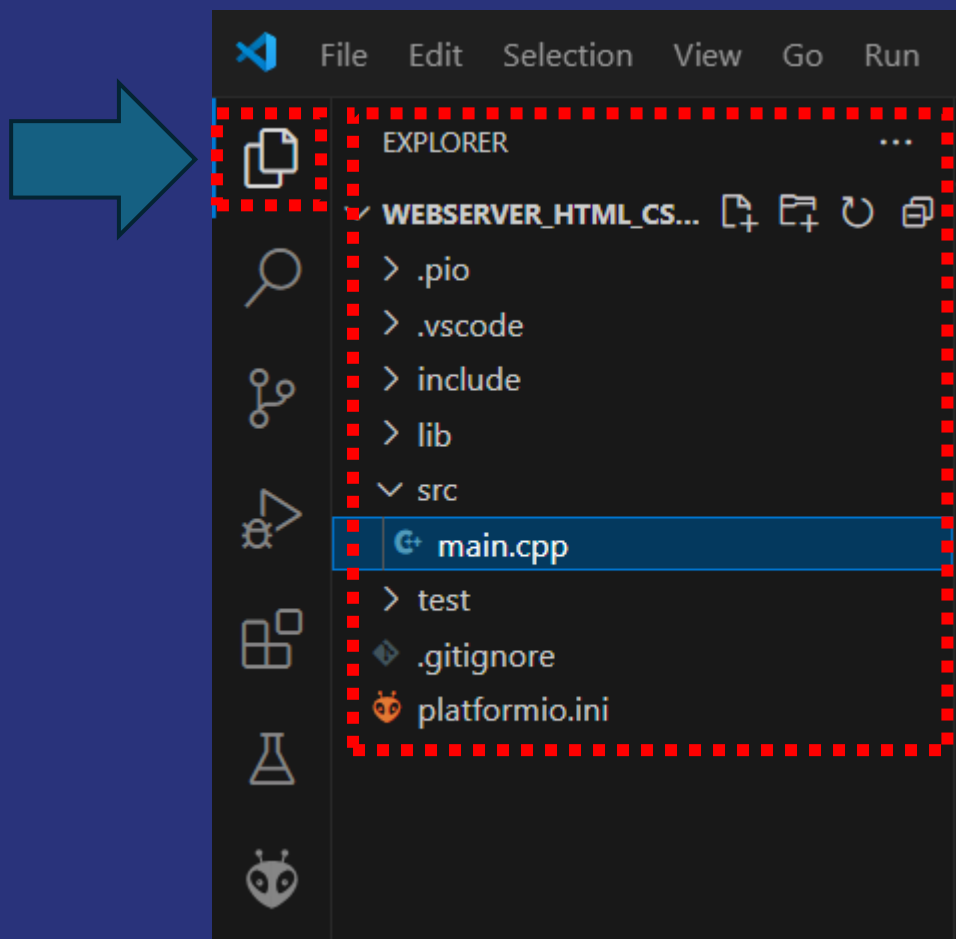 File Edit Selection View Go Run
EXPLORER ...
WEBSERVER_HTML_CS...
.pio
.vscode
include
lib
src
main.cpp
test
.gitignore
platformio.ini